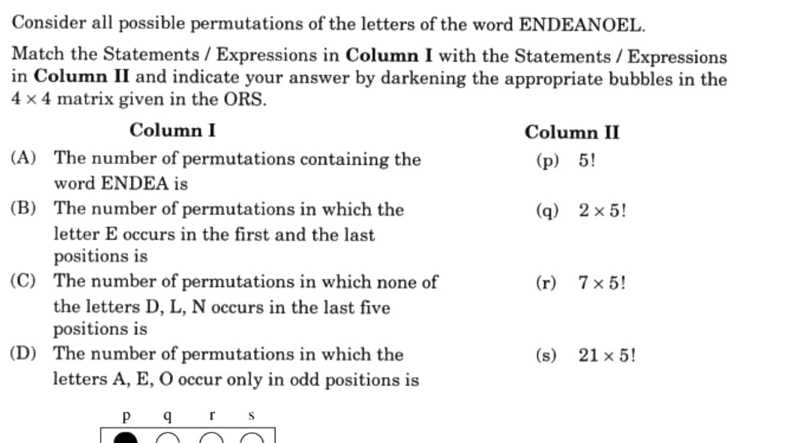 Consider all possible permutations of the letters of the word ENDEANOEL.
Match the Statements / Expressions in Column I with the Statements / Expressions
in Column II and indicate your answer by darkening the appropriate bubbles in the
4 × 4 matrix given in the ORS.
Column I Column II
(A) The number of permutations containing the (p) 5!
word ENDEA is
(B) The number of permutations in which the (q) 2 × 5!
letter E occurs in the first and the last
positions is
(C) The number of permutations in which none of (r) 7 × 5!
the letters D, L, N occurs in the last five
positions is
(D) The number of permutations in which the (s) 21 × 5!
letters A, E, O occur only in odd positions is
p q r s